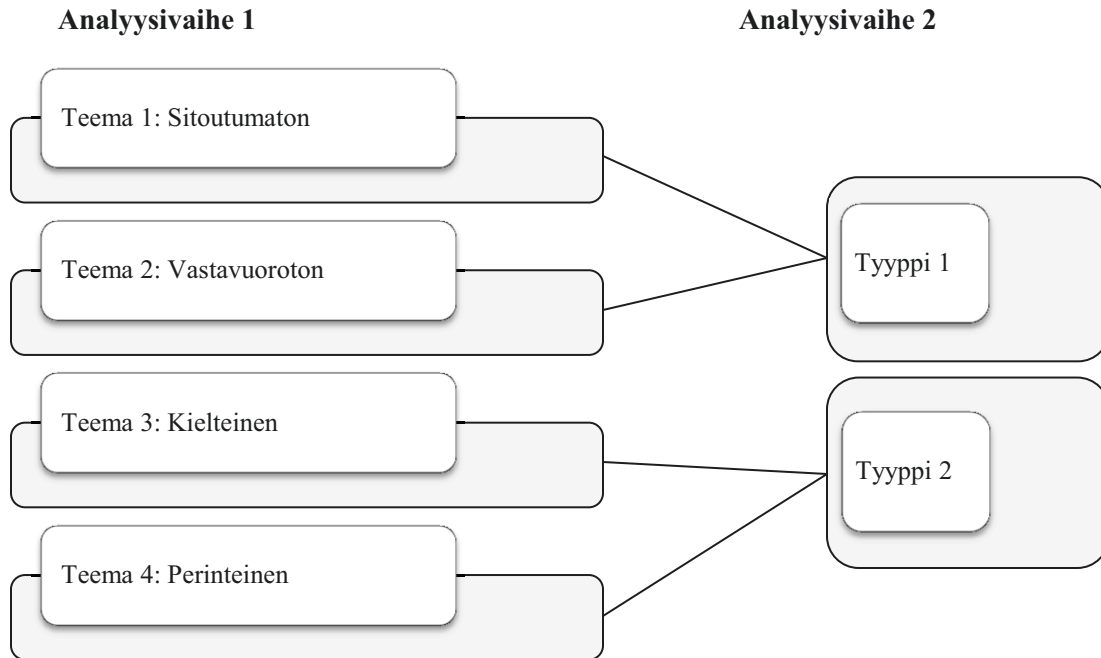 Analyysivaihe 1
Analyysivaihe 2
Teema 1: Sitoutumaton
Teema 2: Vastavuoroton
Teema 3: Kielteinen
Teema 4: Perinteinen
Tyyppi 1
Tyyppi 2